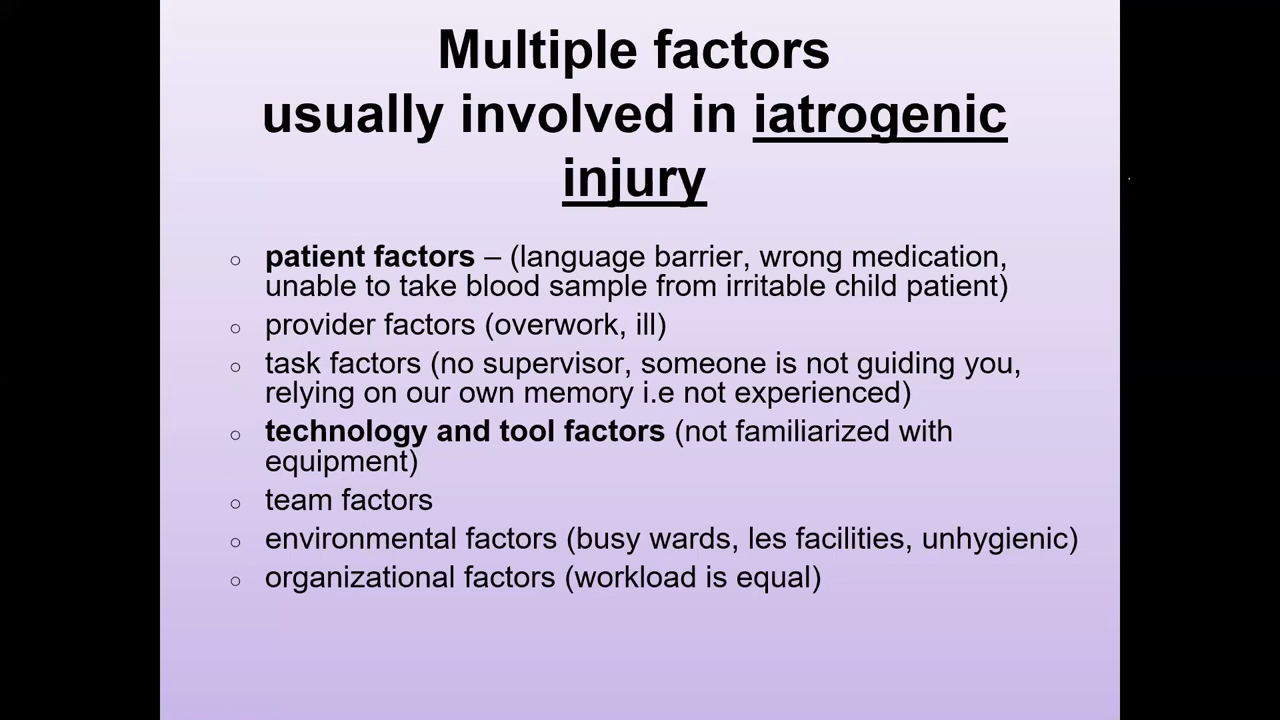 Multiple factors
usually involved in iatrogenic
injury
○ patient factors – (language barrier, wrong medication,
unable to take blood sample from irritable child patient)
○ provider factors (overwork, ill)
○ task factors (no supervisor, someone is not guiding you,
relying on our own memory i.e not experienced)
○ technology and tool factors (not familiarized with
equipment)
○ team factors
○ environmental factors (busy wards, les facilities, unhygienic)
○ organizational factors (workload is equal)